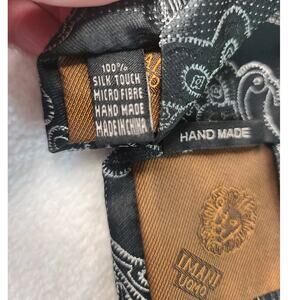 100%
SILK TOUCH
MICRO FIBRE
HAND MADE
MADE IN CHINA
HAND MADE
IMANI
UOMO